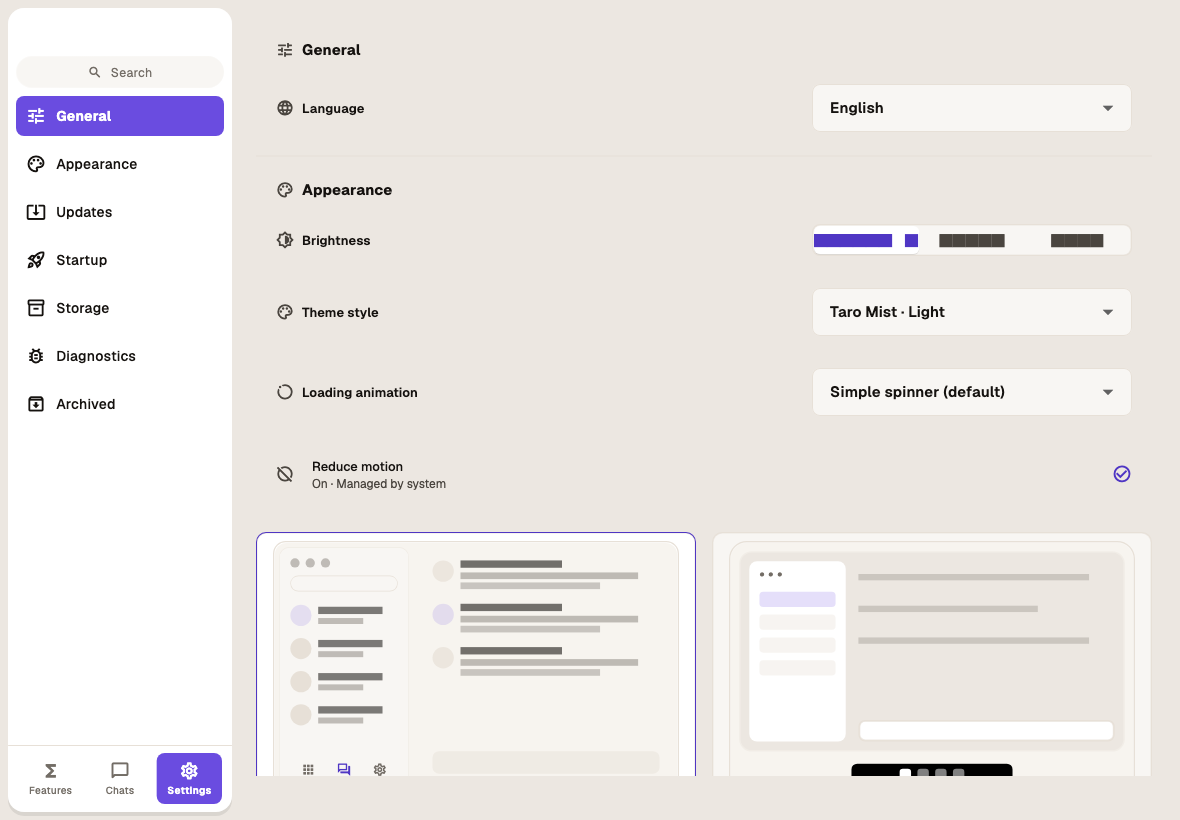 Search
General
Appearance
Updates
Startup
Storage
Diagnostics
Archived
Features
Chats
Settings
General
Language
English
Appearance
Brightness
Theme style
Taro Mist · Light
Loading animation
Simple spinner (default)
Reduce motion
On · Managed by system